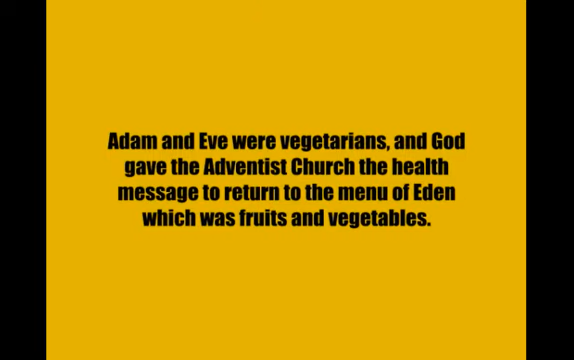 Adam and Eve were vegetarians, and God
gave the Adventist Church the health
message to return to the menu of Eden
which was fruits and vegetables.